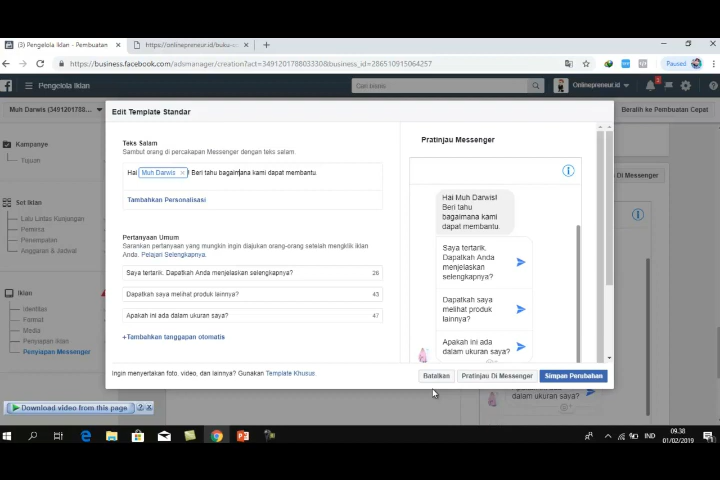 (3) Pengelola Iklan - Pembuatan
https://onlinepreneur.id/buku-
https://business.facebook.com/adsmanager/creation?act=349120178803330&business_id=286510915064257
Paused
Pengelola Iklan
Cari bisnis
Onlinepreneur.id
Muh Darwis (3491201788...
Beralih ke Pembuatan Cepat
Kampanye
Tujuan
Set Iklan
Lalu Lintas Kunjungan
Pemirsa
Penempatan
Anggaran & Jadwal
Iklan
Identitas
Format
Media
Penyiapan Iklan
Penyiapan Messenger
Edit Template Standar
Teks Salam
Sambut orang di percakapan Messenger dengan teks salam.
Hai Muh Darwis × ! Beri tahu bagaimana kami dapat membantu.
Tambahkan Personalisasi
Pertanyaan Umum
Sarankan pertanyaan yang mungkin ingin diajukan orang-orang setelah mengklik iklan
Anda. Pelajari Selengkapnya.
Saya tertarik. Dapatkah Anda menjelaskan selengkapnya? 26
Dapatkah saya melihat produk lainnya? 43
Apakah ini ada dalam ukuran saya? 47
+Tambahkan tanggapan otomatis
Pratinjau Messenger
Hai Muh Darwis!
Beri tahu
bagaimana kami
dapat membantu.
Saya tertarik.
Dapatkah Anda
menjelaskan
selengkapnya?
Dapatkah saya
melihat produk
lainnya?
Apakah ini ada
dalam ukuran saya?
Ingin menyertakan foto, video, dan lainnya? Gunakan Template Khusus.
Batalkan
Pratinjau Di Messenger
Simpan Perubahan
Di Messenger
dalam ukuran saya?
Download video from this page ? X
IND
09.38
01/02/2019